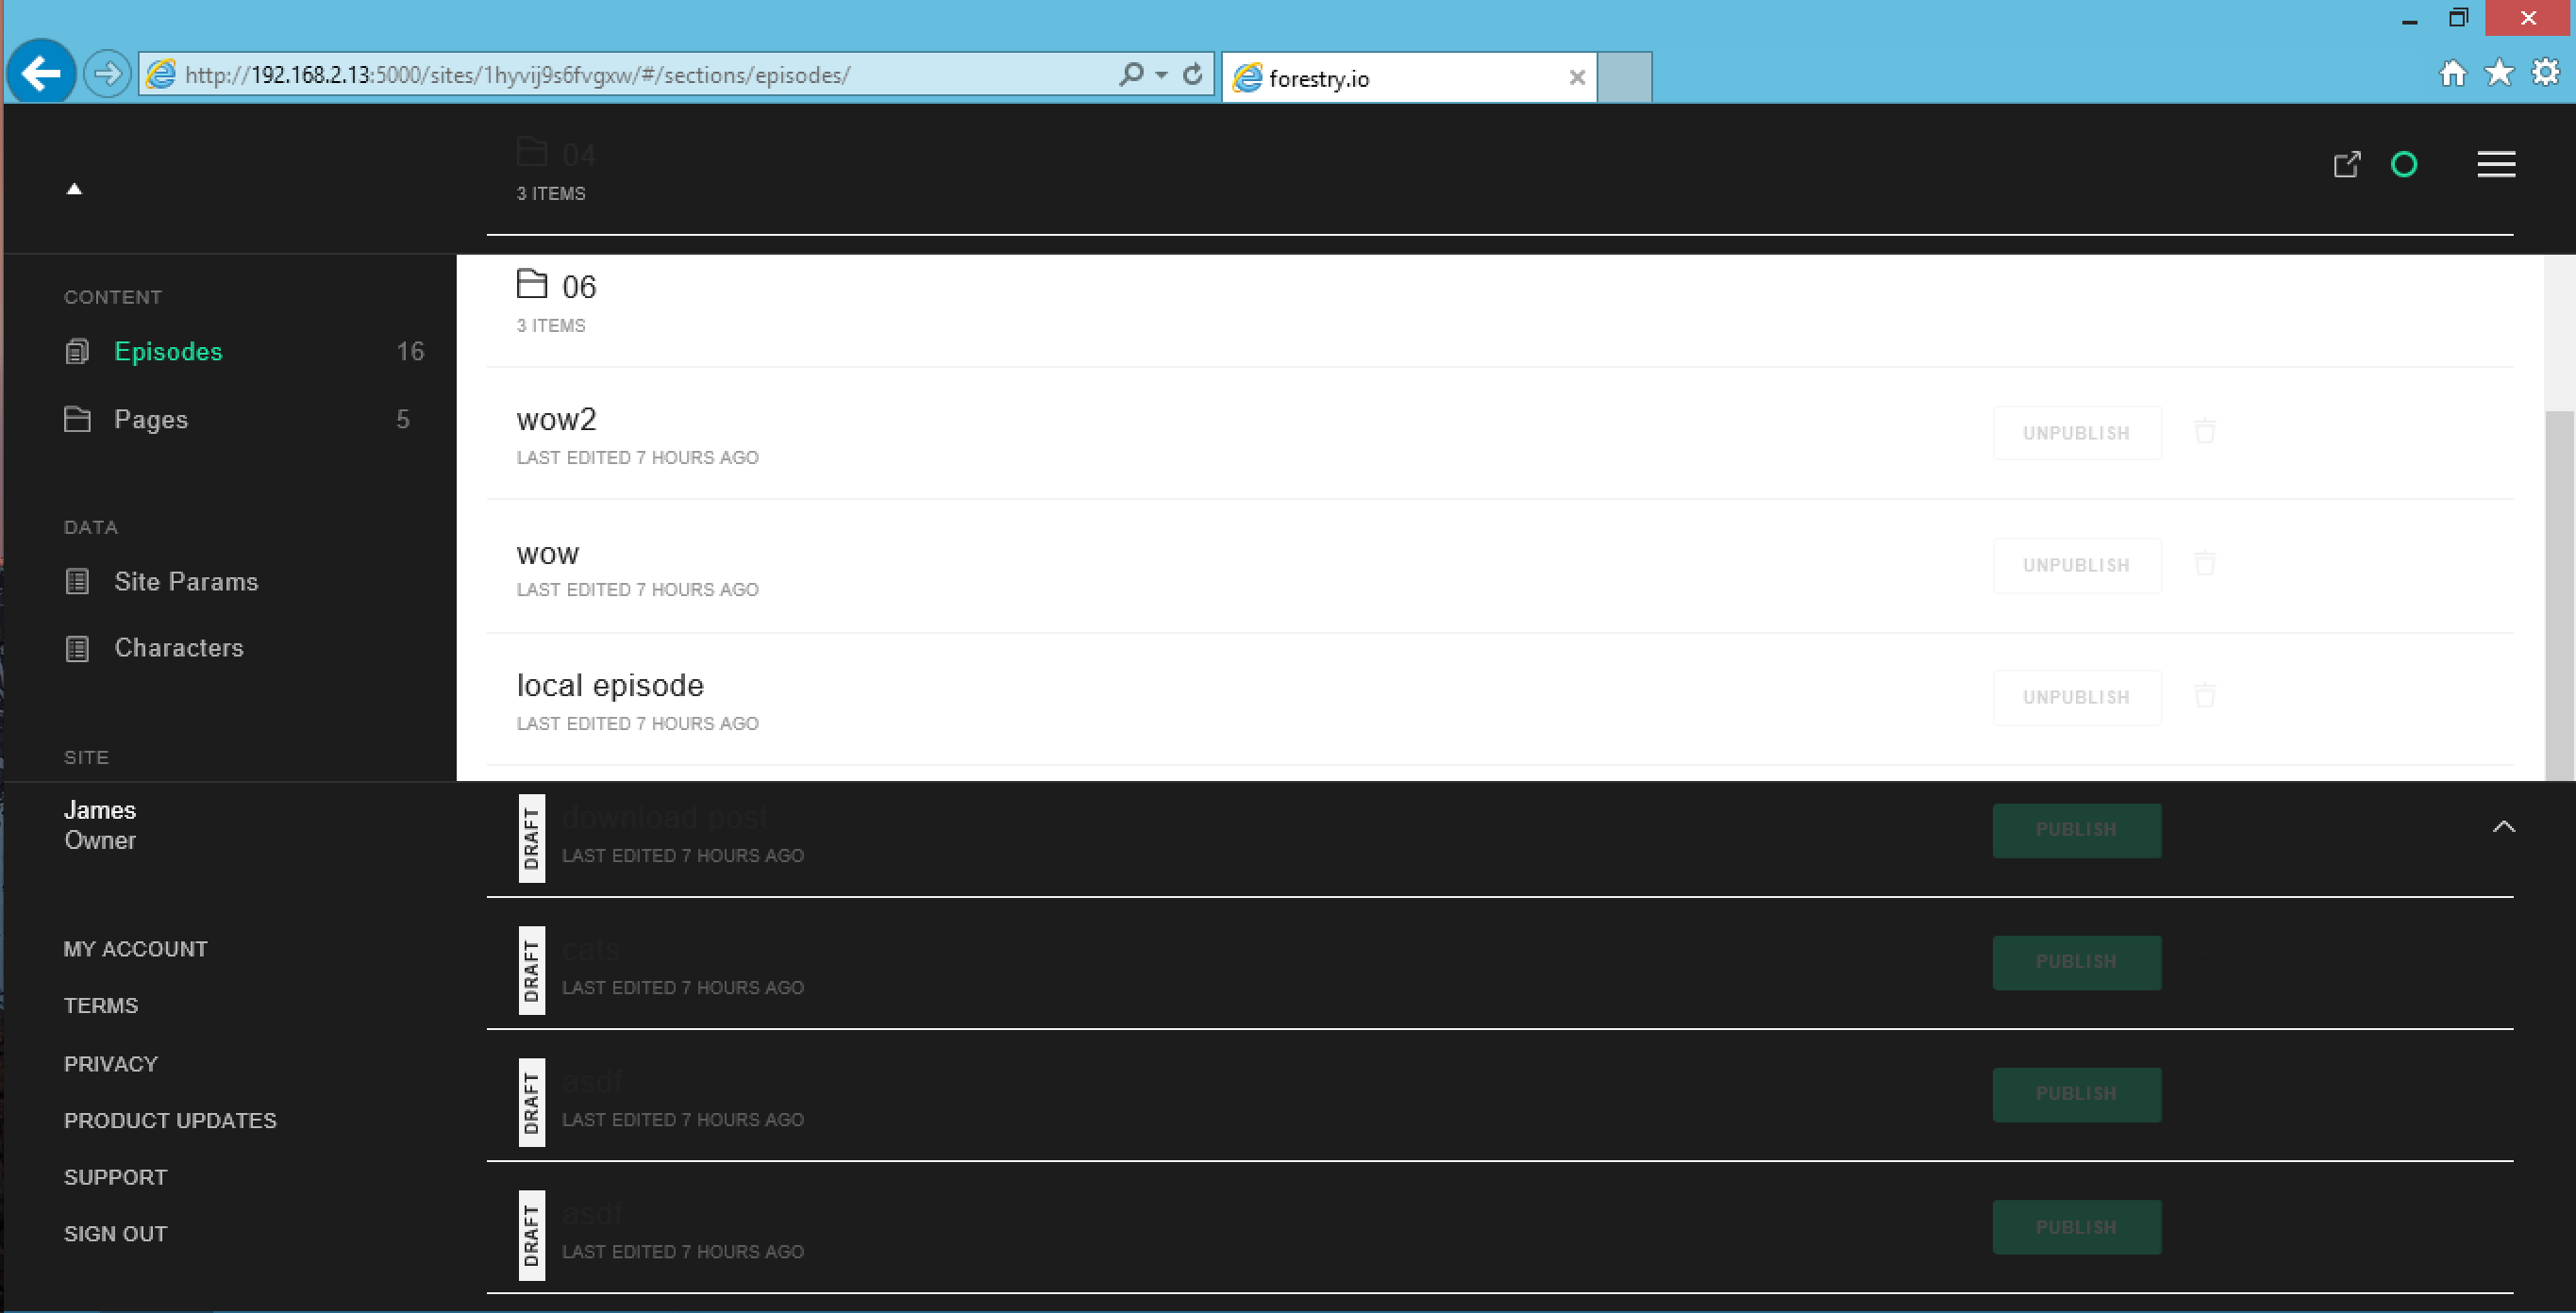 http://192.168.2.13:5000/sites/1hyvij9s6fvgxw/#/sections/episodes/
forestry.io
04
3 ITEMS
CONTENT
Episodes 16
Pages 5
DATA
Site Params
Characters
SITE
06
3 ITEMS
wow2
LAST EDITED 7 HOURS AGO
UNPUBLISH
wow
LAST EDITED 7 HOURS AGO
UNPUBLISH
local episode
LAST EDITED 7 HOURS AGO
UNPUBLISH
James
Owner
MY ACCOUNT
TERMS
PRIVACY
PRODUCT UPDATES
SUPPORT
SIGN OUT
DRAFT
download post
LAST EDITED 7 HOURS AGO
PUBLISH
DRAFT
cats
LAST EDITED 7 HOURS AGO
PUBLISH
DRAFT
asdf
LAST EDITED 7 HOURS AGO
PUBLISH
DRAFT
asdf
LAST EDITED 7 HOURS AGO
PUBLISH